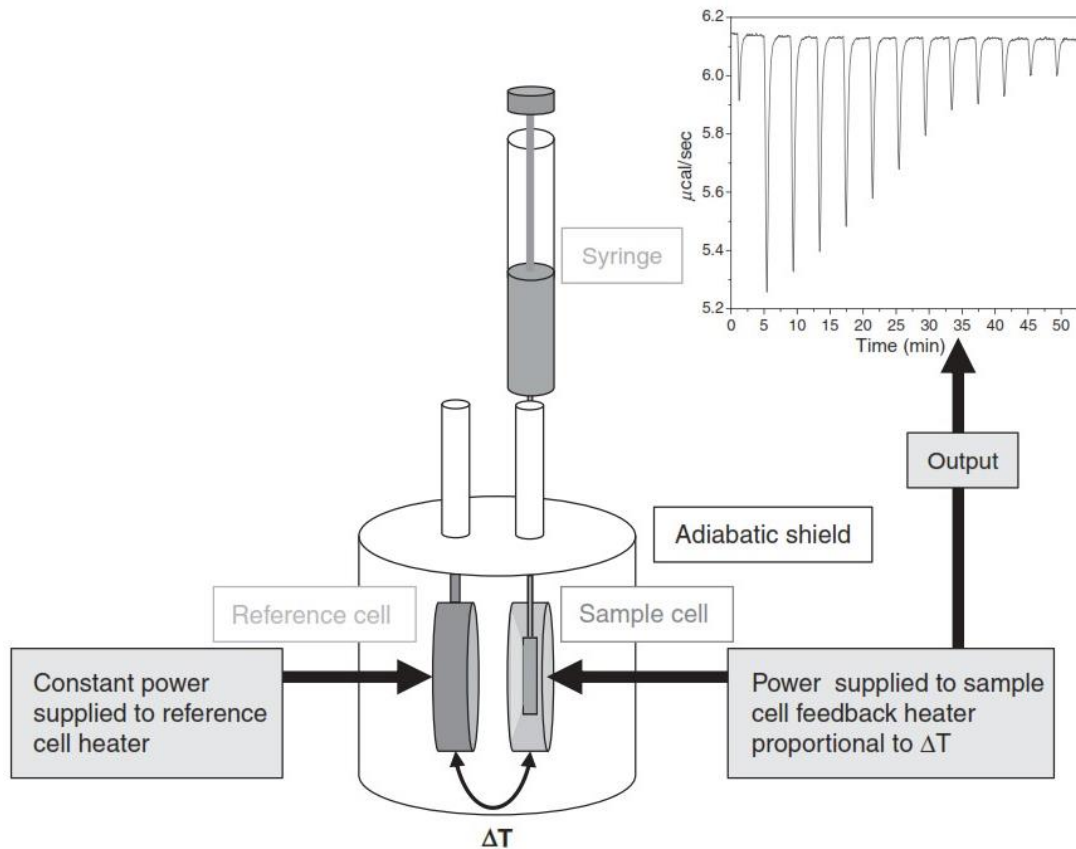 6.2
6.0
5.8
5.6
5.4
5.2
μcal/sec
0 5 10 15 20 25 30 35 40 45 50
Time (min)
Syringe
Output
Adiabatic shield
Reference cell
Sample cell
Constant power
supplied to reference
cell heater
Power supplied to sample
cell feedback heater
proportional to ΔT
ΔT